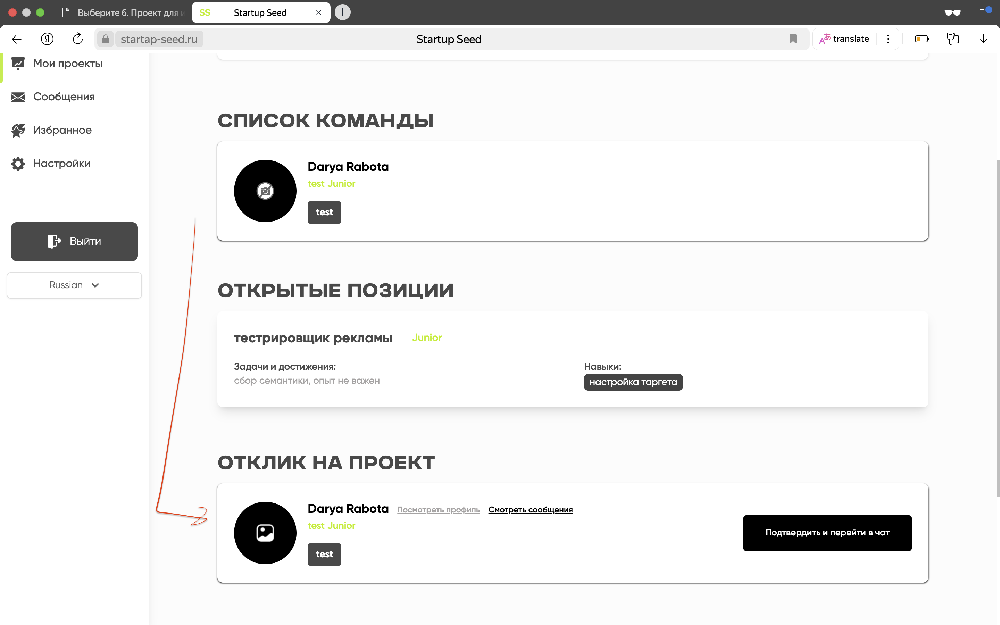 Выберите 6. Проект для
SS Startup Seed
startap-seed.ru
Startup Seed
translate
Мои проекты
Сообщения
Избранное
Настройки
Выйти
Russian
СПИСОК КОМАНДЫ
Darya Rabota
test Junior
test
ОТКРЫТЫЕ ПОЗИЦИИ
тестрировщик рекламы Junior
Задачи и достижения:
сбор семантики, опыт не важен
Навыки:
настройка таргета
ОТКЛИК НА ПРОЕКТ
Darya Rabota Посмотреть профиль Смотреть сообщения
test Junior
test
Подтвердить и перейти в чат